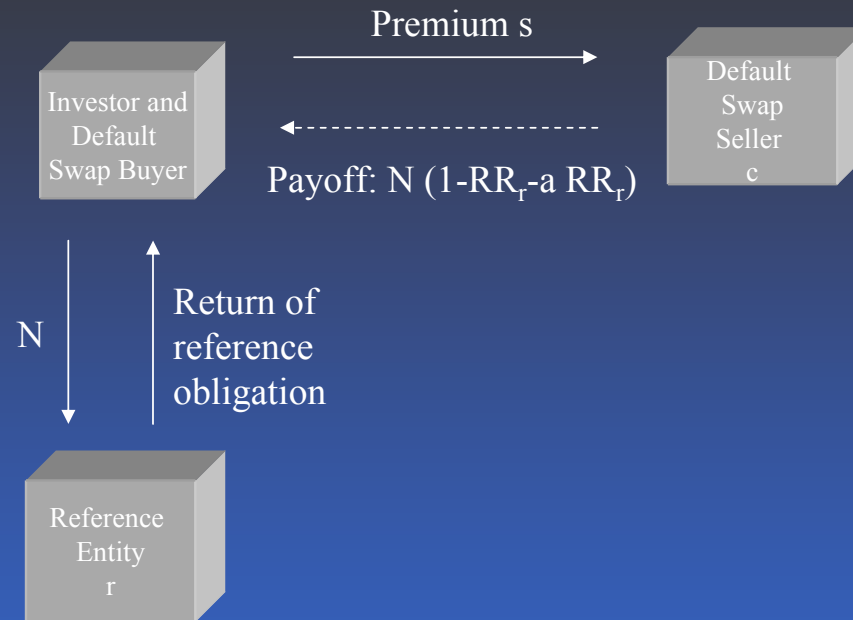 Premium s
Investor and
Default
Swap Buyer
Default
Swap
Seller
c
Payoff: N (1-RRᵣ-a RRᵣ)
N
Return of
reference
obligation
Reference
Entity
r